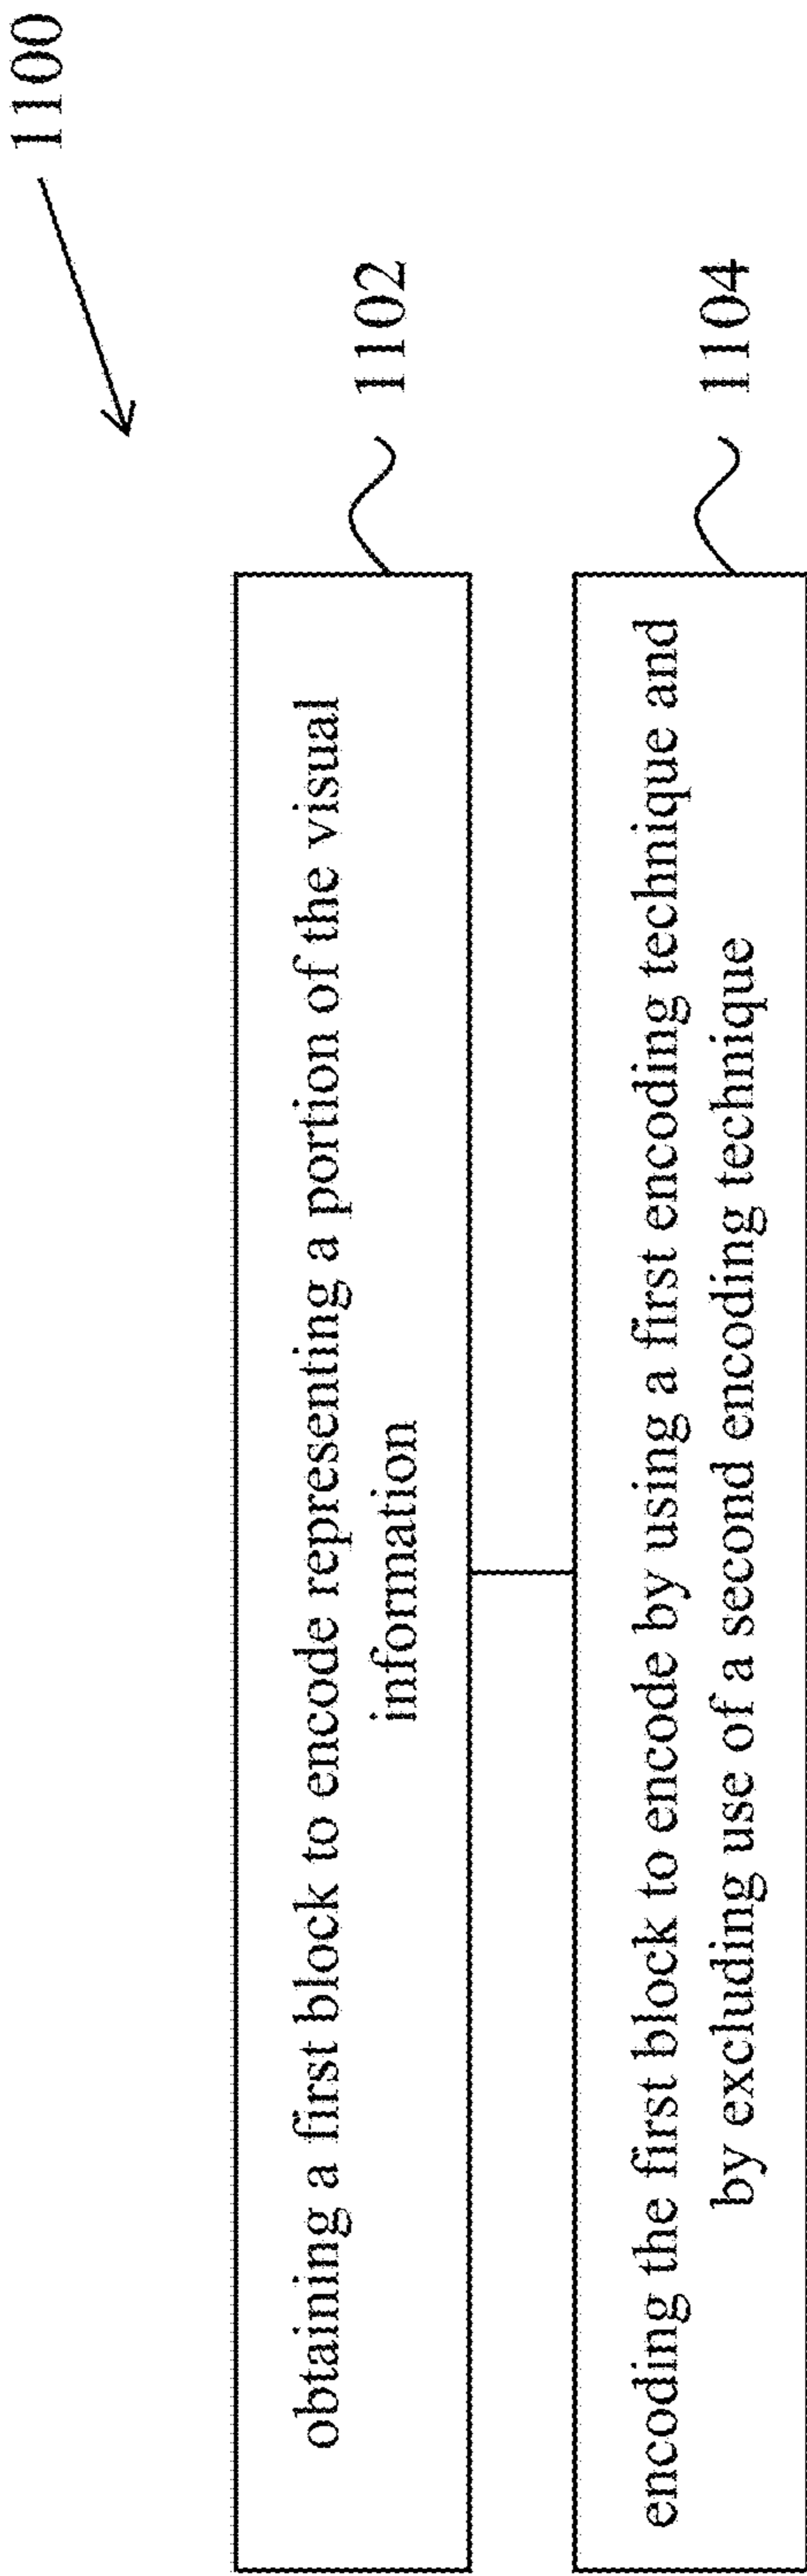 1100
obtaining a first block to encode representing a portion of the visual
information
1102
encoding the first block to encode by using a first encoding technique and
by excluding use of a second encoding technique
1104